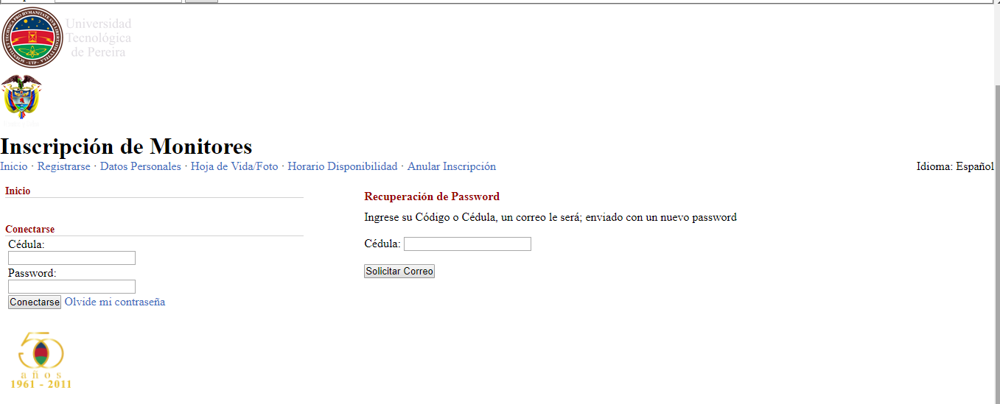 Universidad
Tecnológica
de Pereira
Inscripción de Monitores
Inicio · Registrarse · Datos Personales · Hoja de Vida/Foto · Horario Disponibilidad · Anular Inscripción
Idioma: Español
Inicio
Conectarse
Cédula:
Password:
Conectarse Olvide mi contraseña
Recuperación de Password
Ingrese su Código o Cédula, un correo le será; enviado con un nuevo password
Cédula:
Solicitar Correo
50
años
1961 - 2011